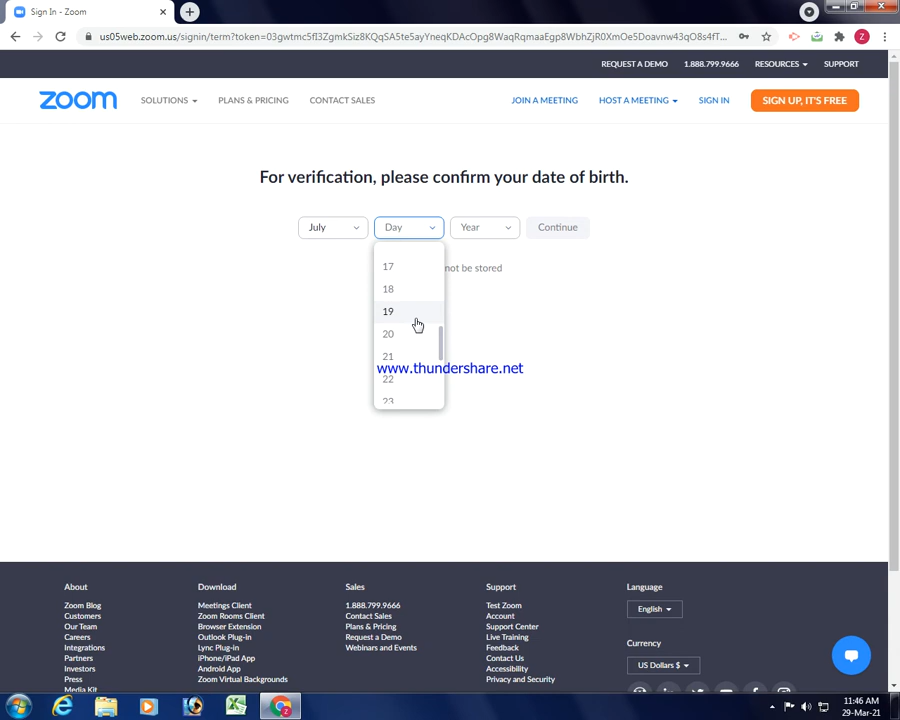 Sign In - Zoom
us05web.zoom.us/signin/term?token=03gwtmc5fI3ZgmkSiz8KQqSA5te5ayYneqKDAcOpg8WaqRqmaaEgp8WbhZjR0XmOe5Doavnw43qO8s4fT...
REQUEST A DEMO 1.888.799.9666 RESOURCES SUPPORT
zoom SOLUTIONS PLANS & PRICING CONTACT SALES JOIN A MEETING HOST A MEETING SIGN IN SIGN UP, IT'S FREE
For verification, please confirm your date of birth.
July Day Year Continue
17
not be stored
18
19
20
21
www.thundershare.net
22
23
About
Zoom Blog
Customers
Our Team
Careers
Integrations
Partners
Investors
Press
Media Kit
Download
Meetings Client
Zoom Rooms Client
Browser Extension
Outlook Plug-in
Lync Plug-in
iPhone/iPad App
Android App
Zoom Virtual Backgrounds
Sales
1.888.799.9666
Contact Sales
Plans & Pricing
Request a Demo
Webinars and Events
Support
Test Zoom
Account
Support Center
Live Training
Feedback
Contact Us
Accessibility
Privacy and Security
Language
English
Currency
US Dollars $
11:46 AM
29-Mar-21